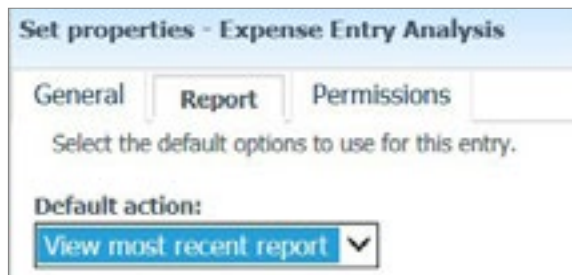 Set properties - Expense Entry Analysis
General Report Permissions
Select the default options to use for this entry.
Default action:
View most recent report